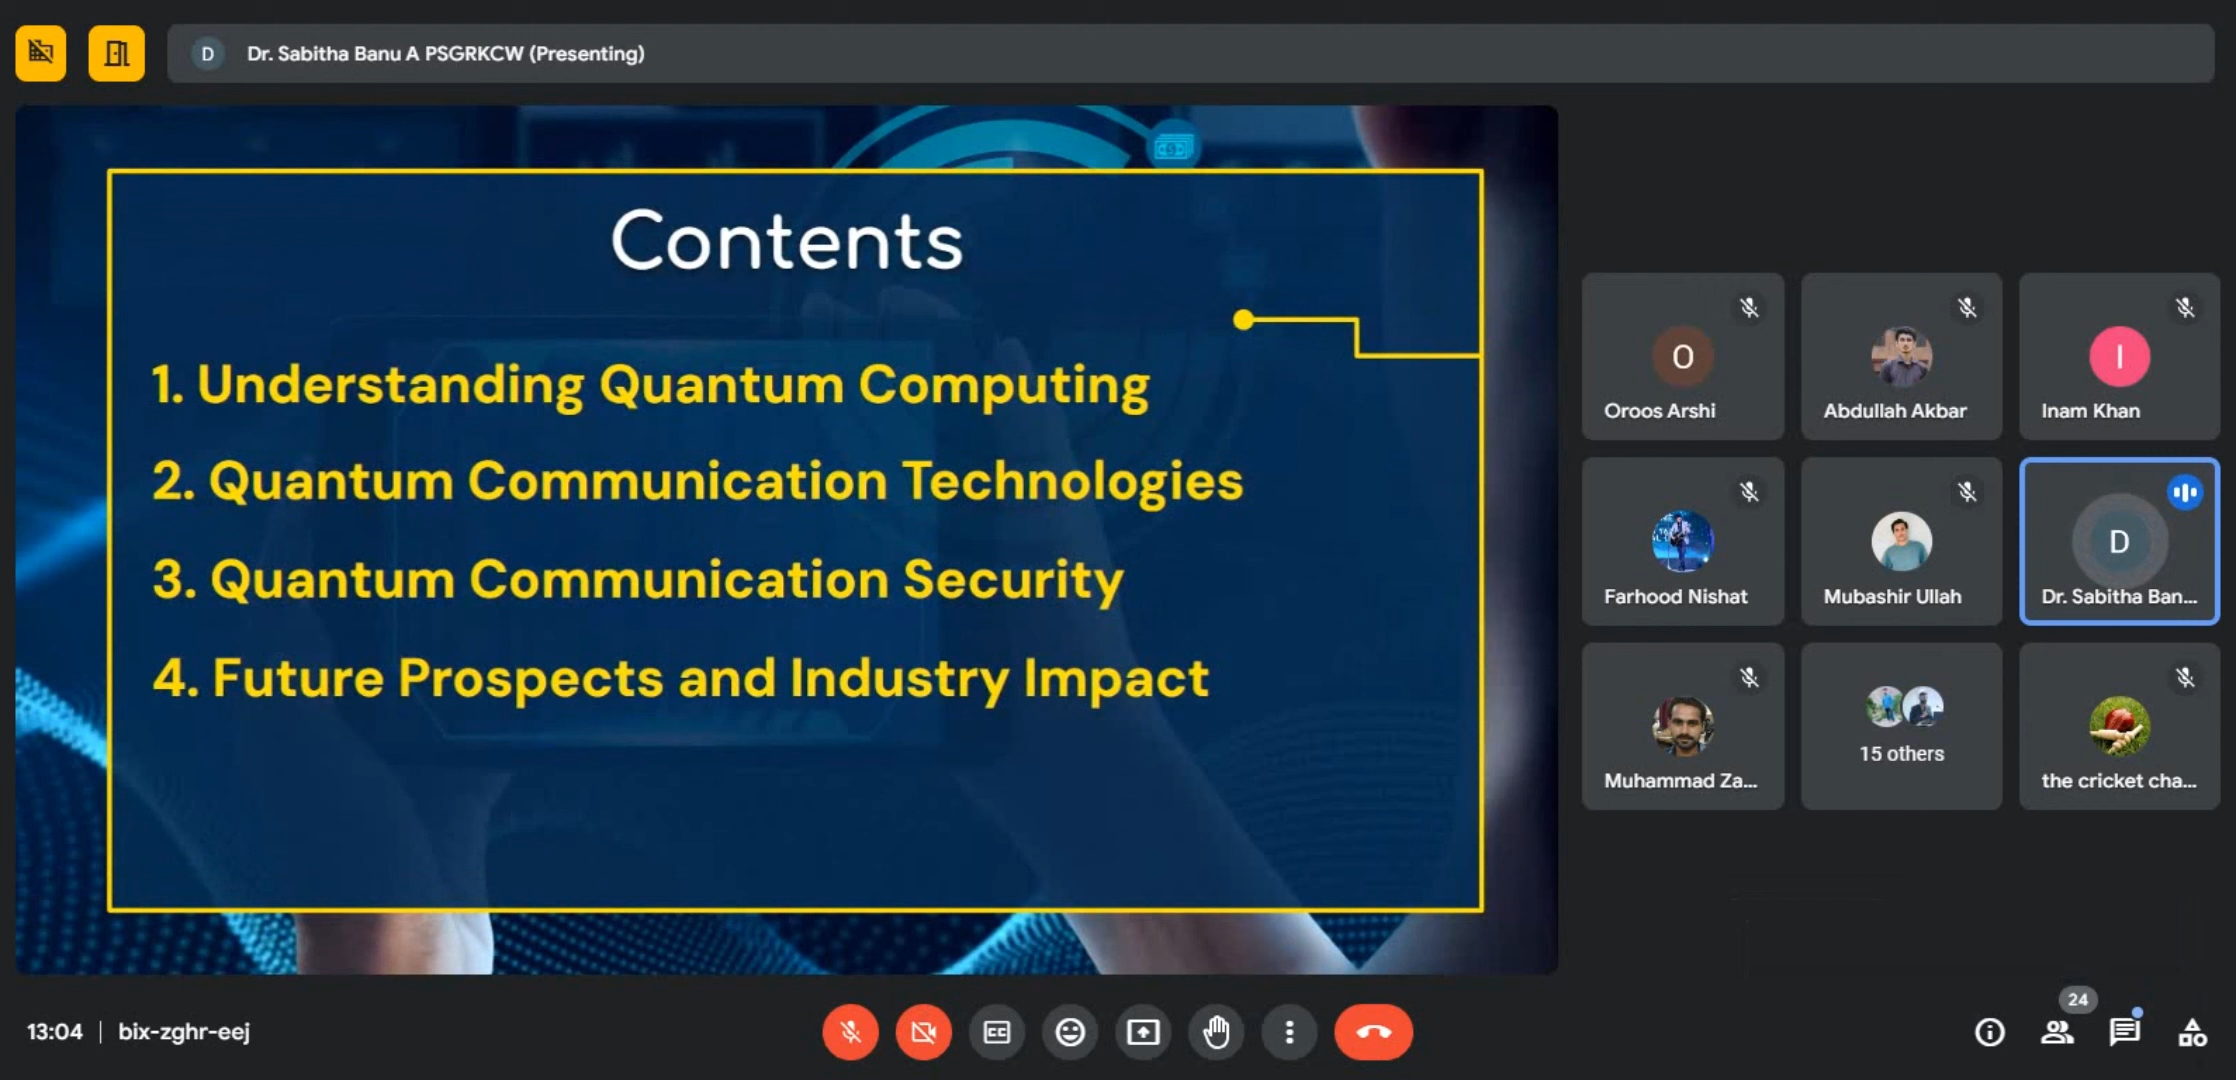 D
Dr. Sabitha Banu A PSGRKCW (Presenting)
Contents
1. Understanding Quantum Computing
2. Quantum Communication Technologies
3. Quantum Communication Security
4. Future Prospects and Industry Impact
O
Oroos Arshi
Abdullah Akbar
I
Inam Khan
Farhood Nishat
Mubashir Ullah
D
Dr. Sabitha Ban...
Muhammad Za...
15 others
the cricket cha...
13:04 | bix-zghr-eej
CC
24